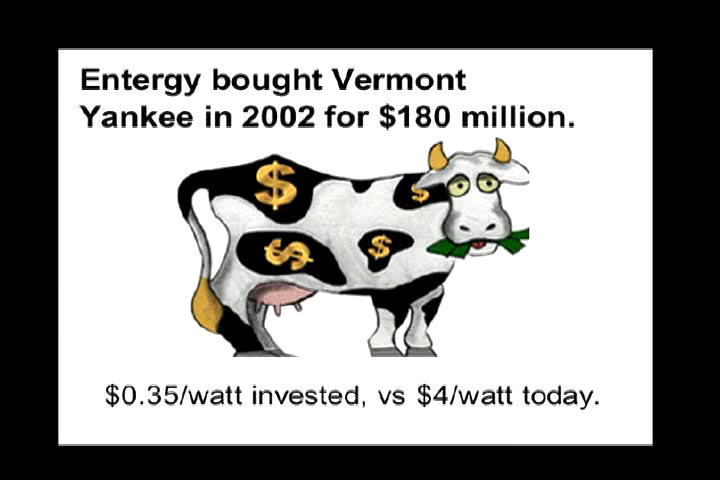 Entergy bought Vermont
Yankee in 2002 for $180 million.
$ $
$ $
$0.35/watt invested, vs $4/watt today.